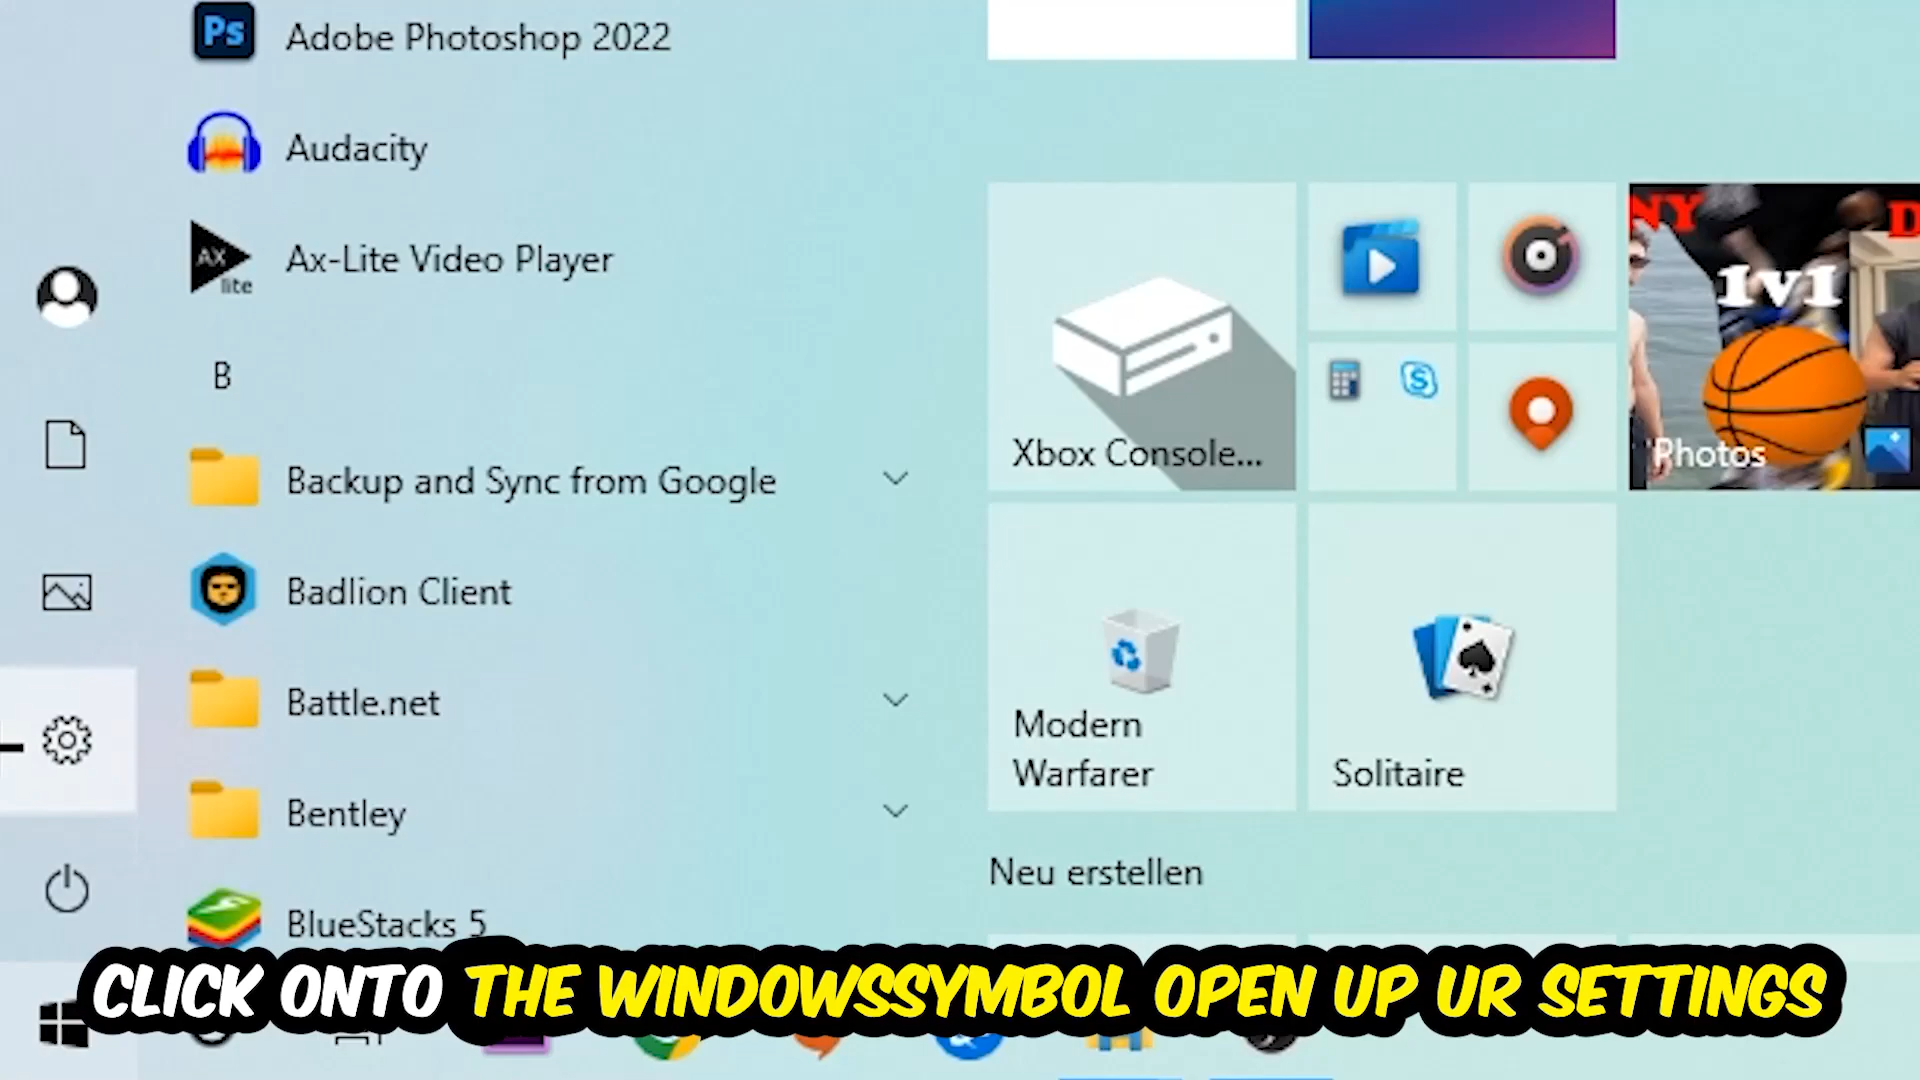 Ps
Adobe Photoshop 2022
Audacity
AX
lite
Ax-Lite Video Player
B
Backup and Sync from Google
Badlion Client
Battle.net
Bentley
BlueStacks 5
Xbox Console...
S
NY
D
1v1
Photos
Modern
Warfarer
Solitaire
Neu erstellen
CLICK ONTO THE WINDOWSSYMBOL OPEN UP UR SETTINGS